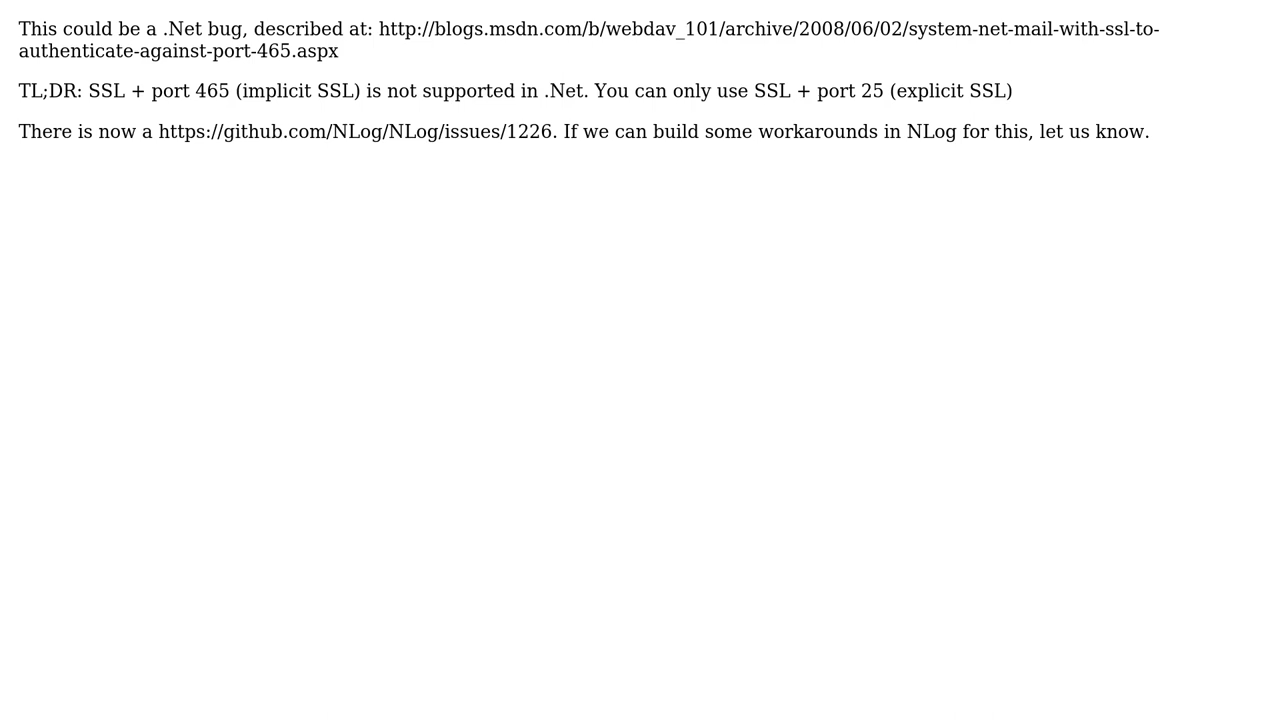 This could be a .Net bug, described at: http://blogs.msdn.com/b/webdav_101/archive/2008/06/02/system-net-mail-with-ssl-to-
authenticate-against-port-465.aspx
TL;DR: SSL + port 465 (implicit SSL) is not supported in .Net. You can only use SSL + port 25 (explicit SSL)
There is now a https://github.com/NLog/NLog/issues/1226. If we can build some workarounds in NLog for this, let us know.